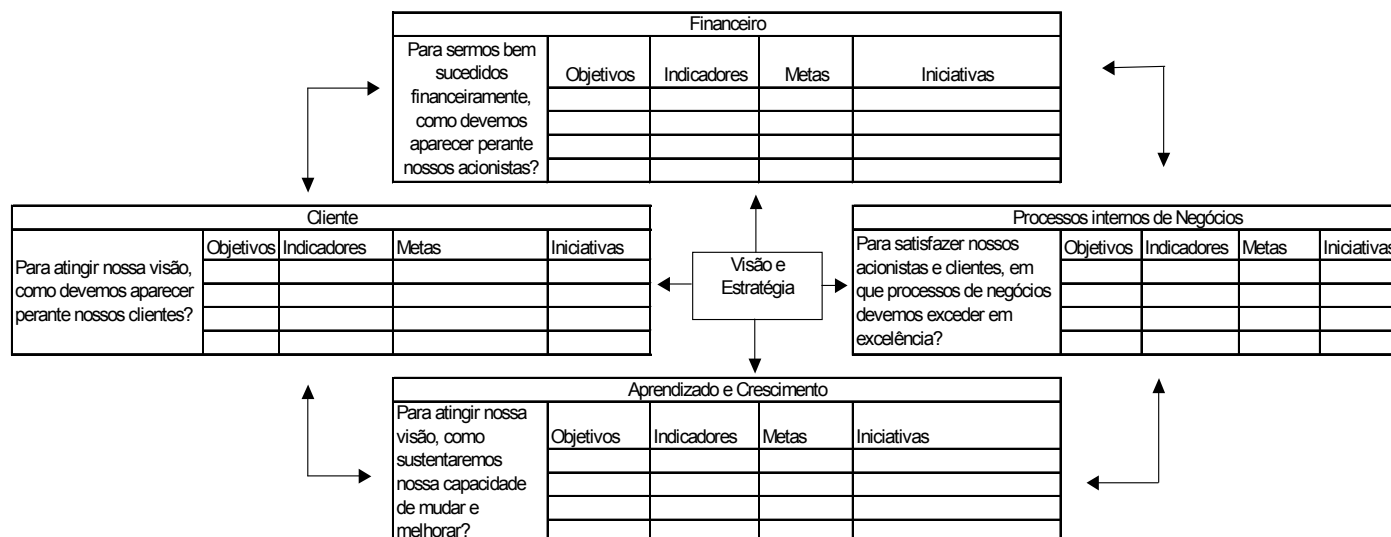 Financeiro
Para sermos bem
sucedidos
financeiramente,
como devemos
aparecer perante
nossos acionistas?
Objetivos Indicadores Metas Iniciativas
Cliente
Para atingir nossa visão,
como devemos aparecer
perante nossos clientes?
Objetivos Indicadores Metas Iniciativas
Visão e
Estratégia
Processos internos de Negócios
Para satisfazer nossos
acionistas e clientes, em
que processos de negócios
devemos exceder em
excelência?
Objetivos Indicadores Metas Iniciativas
Aprendizado e Crescimento
Para atingir nossa
visão, como
sustentaremos
nossa capacidade
de mudar e
melhorar?
Objetivos Indicadores Metas Iniciativas